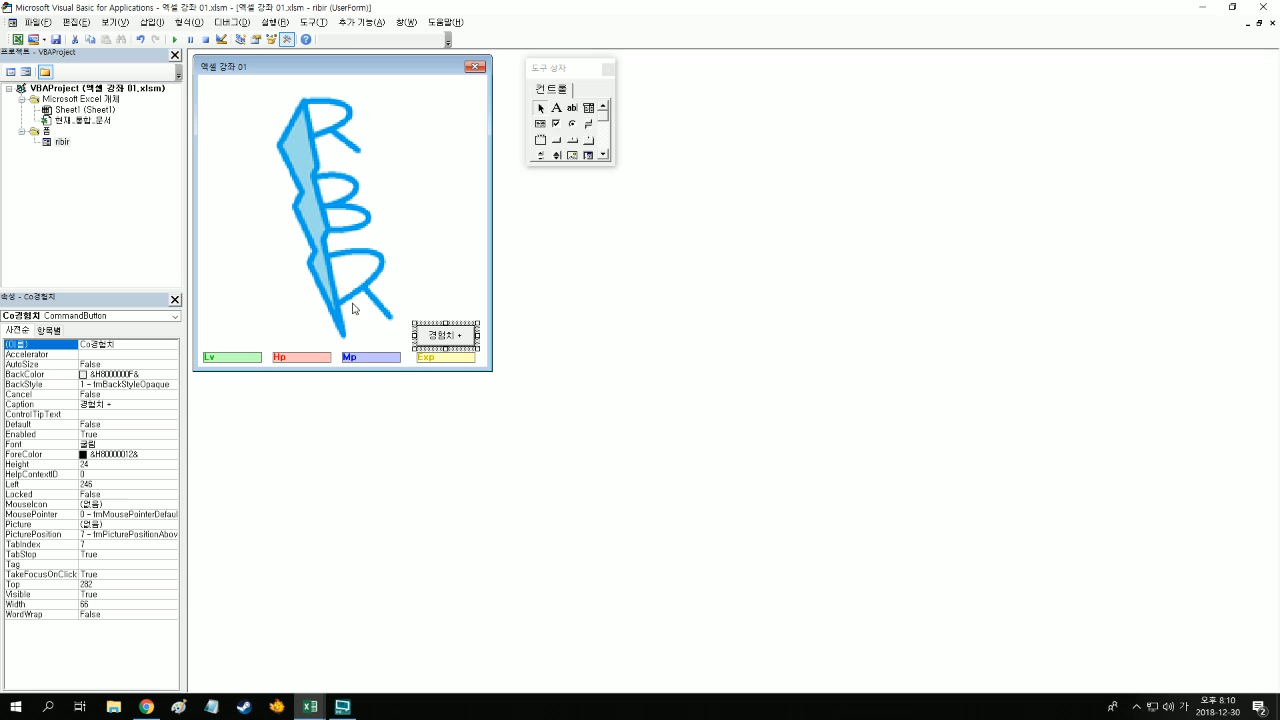 Microsoft Visual Basic for Applications - 엑셀 강좌 01.xlsm - [엑셀 강좌 01.xlsm - ribir (UserForm)]
파일(F) 편집(E) 보기(V) 삽입(I) 형식(O) 디버그(D) 실행(R) 도구(T) 추가 기능(A) 창(W) 도움말(H)
프로젝트 - VBAProject
VBAProject (엑셀 강좌 01.xlsm)
Microsoft Excel 개체
Sheet1 (Sheet1)
현재_통합_문서
폼
ribir
엑셀 강좌 01
R
B
R
경험치 +
Lv Hp Mp Exp
도구 상자
컨트롤
A abl
속성 - Co경험치
Co경험치 CommandButton
사전순 항목별
(이름) Co경험치
Accelerator
AutoSize False
BackColor &H8000000F&
BackStyle 1 - fmBackStyleOpaque
Cancel False
Caption 경험치 +
ControlTipText
Default False
Enabled True
Font 굴림
ForeColor &H80000012&
Height 24
HelpContextID 0
Left 246
Locked False
MouseIcon (없음)
MousePointer 0 - fmMousePointerDefaul
Picture (없음)
PicturePosition 7 - fmPicturePositionAbov
TabIndex 7
TabStop True
Tag
TakeFocusOnClick True
Top 282
Visible True
Width 66
WordWrap False
가
오후 8:10
2018-12-30
2